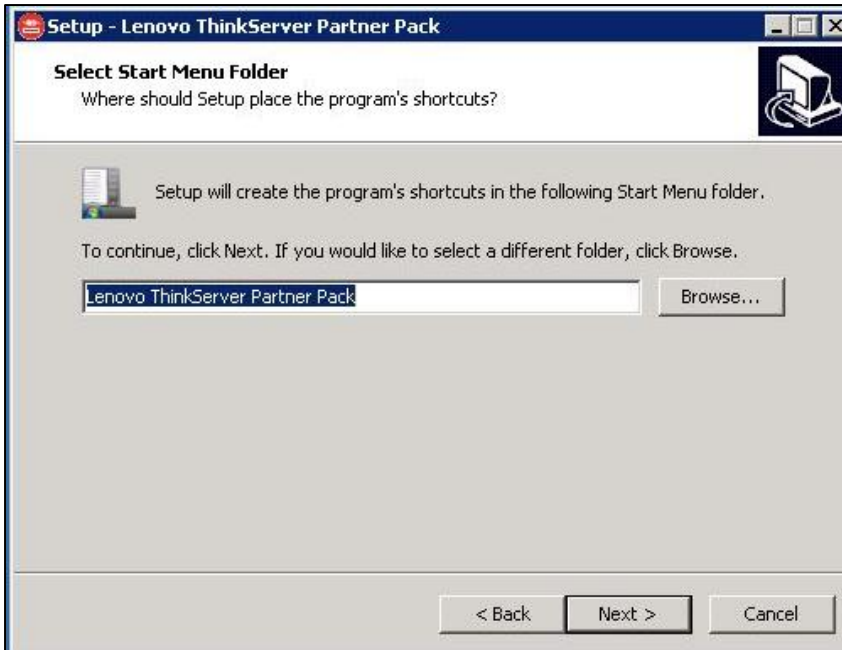 Setup - Lenovo ThinkServer Partner Pack
Select Start Menu Folder
Where should Setup place the program's shortcuts?
Setup will create the program's shortcuts in the following Start Menu folder.
To continue, click Next. If you would like to select a different folder, click Browse.
Lenovo ThinkServer Partner Pack
Browse...
< Back
Next >
Cancel